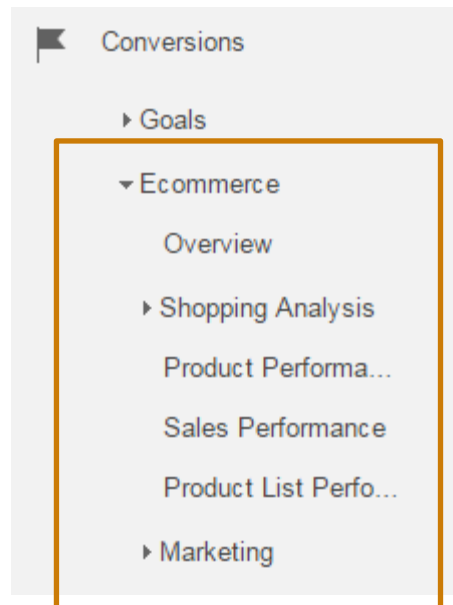 Conversions
Goals
Ecommerce
Overview
Shopping Analysis
Product Performa...
Sales Performance
Product List Perfo...
Marketing